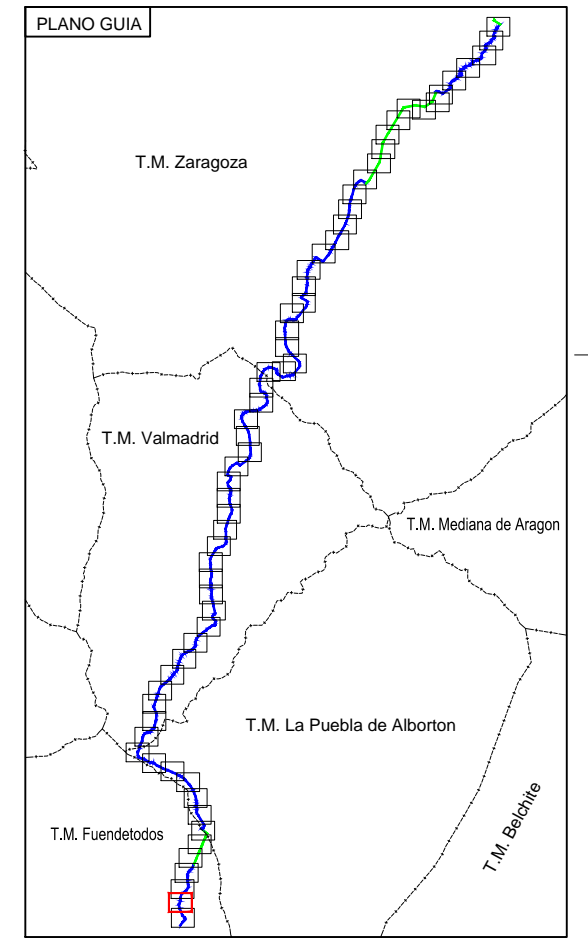 PLANO GUIA
T.M. Zaragoza
T.M. Valmadrid
T.M. Mediana de Aragon
T.M. La Puebla de Alborton
T.M. Belchite
T.M. Fuendetodos